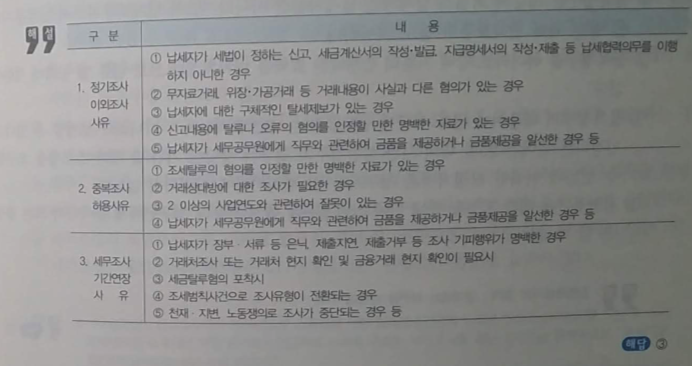 해설
구 분 내 용
1. 정기조사 이외조사 사유
① 납세자가 세법이 정하는 신고, 세금계산서의 작성·발급, 지급명세서의 작성·제출 등 납세협력의무를 이행
하지 아니한 경우
② 무자료거래, 위장·가공거래 등 거래내용이 사실과 다른 혐의가 있는 경우
③ 납세자에 대한 구체적인 탈세제보가 있는 경우
④ 신고내용에 탈루나 오류의 혐의를 인정할 만한 명백한 자료가 있는 경우
⑤ 납세자가 세무공무원에게 직무와 관련하여 금품을 제공하거나 금품제공을 알선한 경우 등
2. 중복조사 허용사유
① 조세탈루의 혐의를 인정할 만한 명백한 자료가 있는 경우
② 거래상대방에 대한 조사가 필요한 경우
③ 2 이상의 사업연도와 관련하여 잘못이 있는 경우
④ 납세자가 세무공무원에게 직무와 관련하여 금품을 제공하거나 금품제공을 알선한 경우 등
3. 세무조사 기간연장 사 유
① 납세자가 장부·서류 등 은닉, 제출지연, 제출거부 등 조사 기피행위가 명백한 경우
② 거래처조사 또는 거래처 현지 확인 및 금융거래 현지 확인이 필요시
③ 세금탈루혐의 포착시
④ 조세범칙사건으로 조사유형이 전환되는 경우
⑤ 천재·지변, 노동쟁의로 조사가 중단되는 경우 등
해답 ③